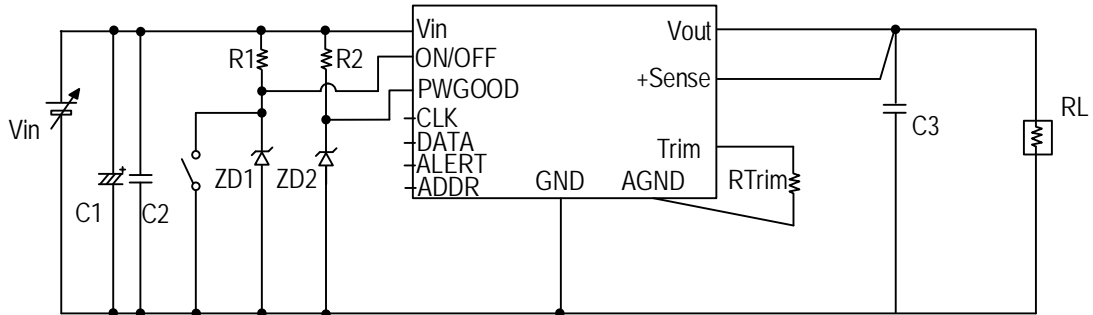 Vin
Vout
R1
ON/OFF
R2
+Sense
PWGOOD
Vin
CLK
C3
RL
DATA
Trim
ALERT
ZD1
ZD2
ADDR
GND
AGND
RTrim
C1
C2